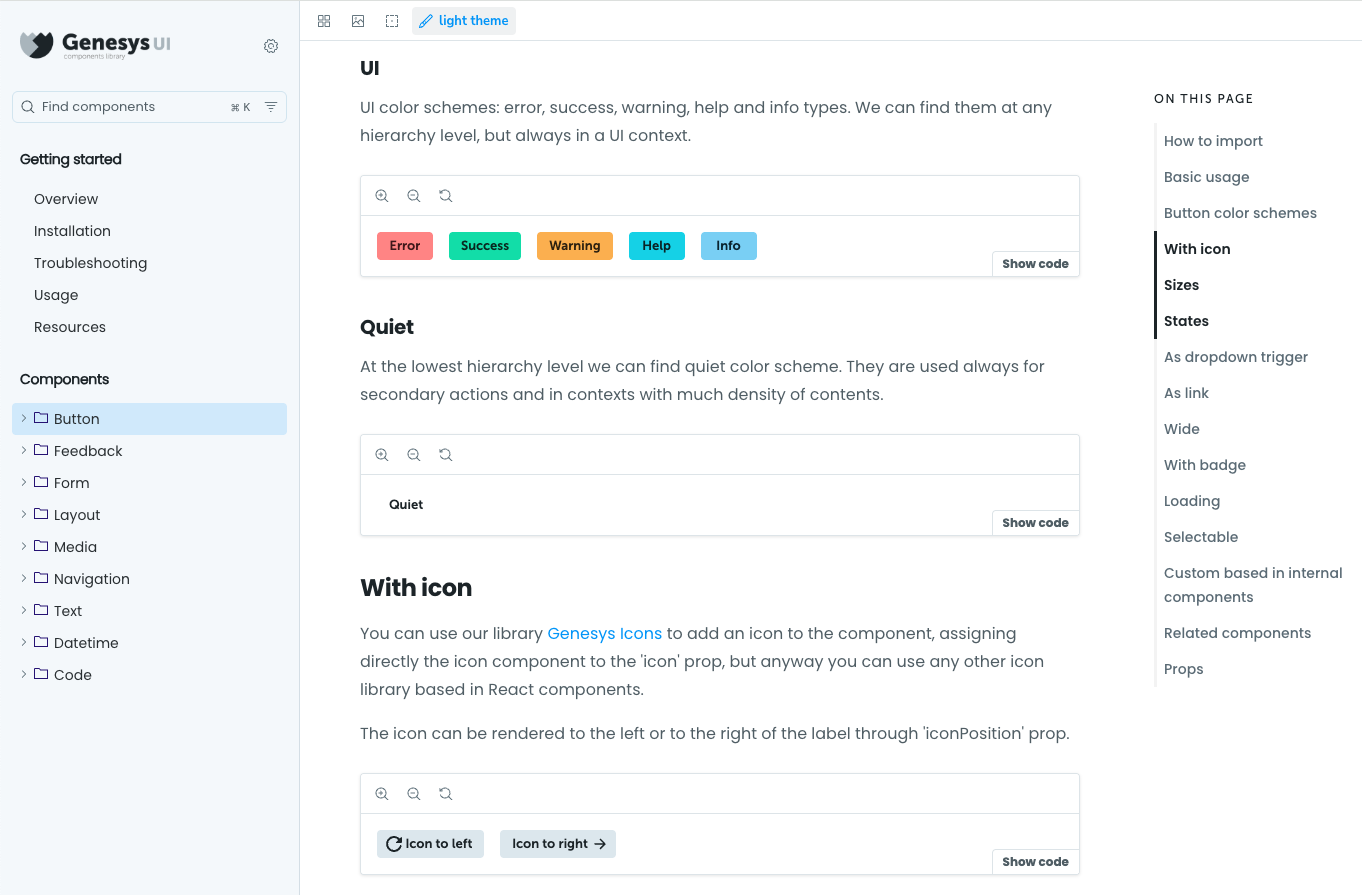 Genesys UI
components library
Find components
⌘ K
Getting started
Overview
Installation
Troubleshooting
Usage
Resources
Components
Button
Feedback
Form
Layout
Media
Navigation
Text
Datetime
Code
light theme
UI
UI color schemes: error, success, warning, help and info types. We can find them at any
hierarchy level, but always in a UI context.
Error Success Warning Help Info
Show code
Quiet
At the lowest hierarchy level we can find quiet color scheme. They are used always for
secondary actions and in contexts with much density of contents.
Quiet
Show code
With icon
You can use our library Genesys Icons to add an icon to the component, assigning
directly the icon component to the 'icon' prop, but anyway you can use any other icon
library based in React components.
The icon can be rendered to the left or to the right of the label through 'iconPosition' prop.
Icon to left Icon to right
Show code
ON THIS PAGE
How to import
Basic usage
Button color schemes
With icon
Sizes
States
As dropdown trigger
As link
Wide
With badge
Loading
Selectable
Custom based in internal
components
Related components
Props